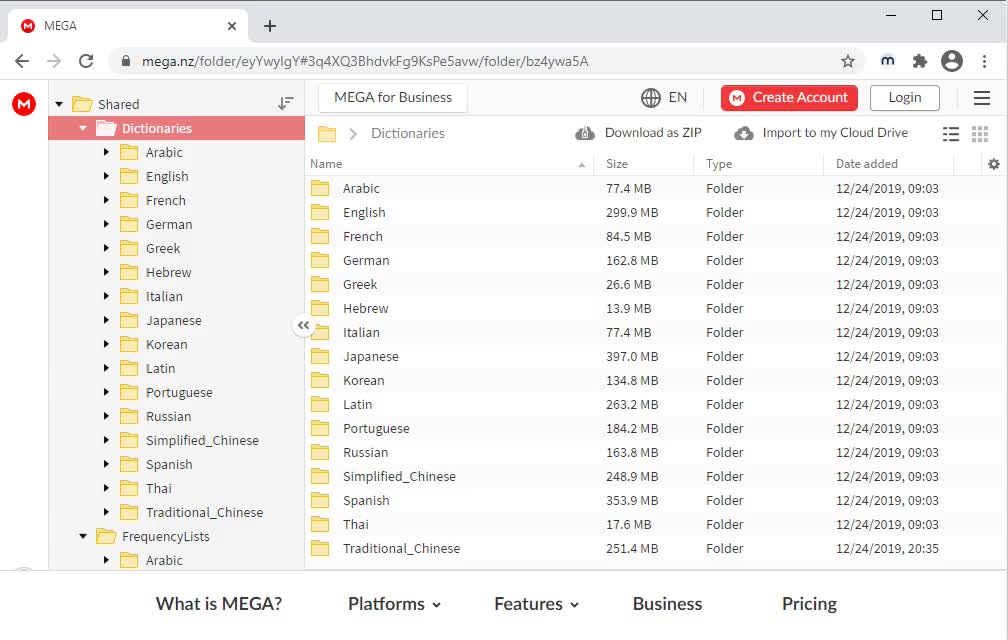 MEGA
mega.nz/folder/eyYwylgY#3q4XQ3BhdvkFg9KsPe5avw/folder/bz4ywa5A
Shared
MEGA for Business
EN
Create Account
Login
Dictionaries
Dictionaries
Download as ZIP
Import to my Cloud Drive
Name Size Type Date added
Arabic
English
French
German
Greek
Hebrew
Italian
Japanese
Korean
Latin
Portuguese
Russian
Simplified_Chinese
Spanish
Thai
Traditional_Chinese
FrequencyLists
Arabic
Arabic 77.4 MB Folder 12/24/2019, 09:03
English 299.9 MB Folder 12/24/2019, 09:03
French 84.5 MB Folder 12/24/2019, 09:03
German 162.8 MB Folder 12/24/2019, 09:03
Greek 26.6 MB Folder 12/24/2019, 09:03
Hebrew 13.9 MB Folder 12/24/2019, 09:03
Italian 77.4 MB Folder 12/24/2019, 09:03
Japanese 397.0 MB Folder 12/24/2019, 09:03
Korean 134.8 MB Folder 12/24/2019, 09:03
Latin 263.2 MB Folder 12/24/2019, 09:03
Portuguese 184.2 MB Folder 12/24/2019, 09:03
Russian 163.8 MB Folder 12/24/2019, 09:03
Simplified_Chinese 248.9 MB Folder 12/24/2019, 09:03
Spanish 353.9 MB Folder 12/24/2019, 09:03
Thai 17.6 MB Folder 12/24/2019, 09:03
Traditional_Chinese 251.4 MB Folder 12/24/2019, 20:35
What is MEGA? Platforms Features Business Pricing